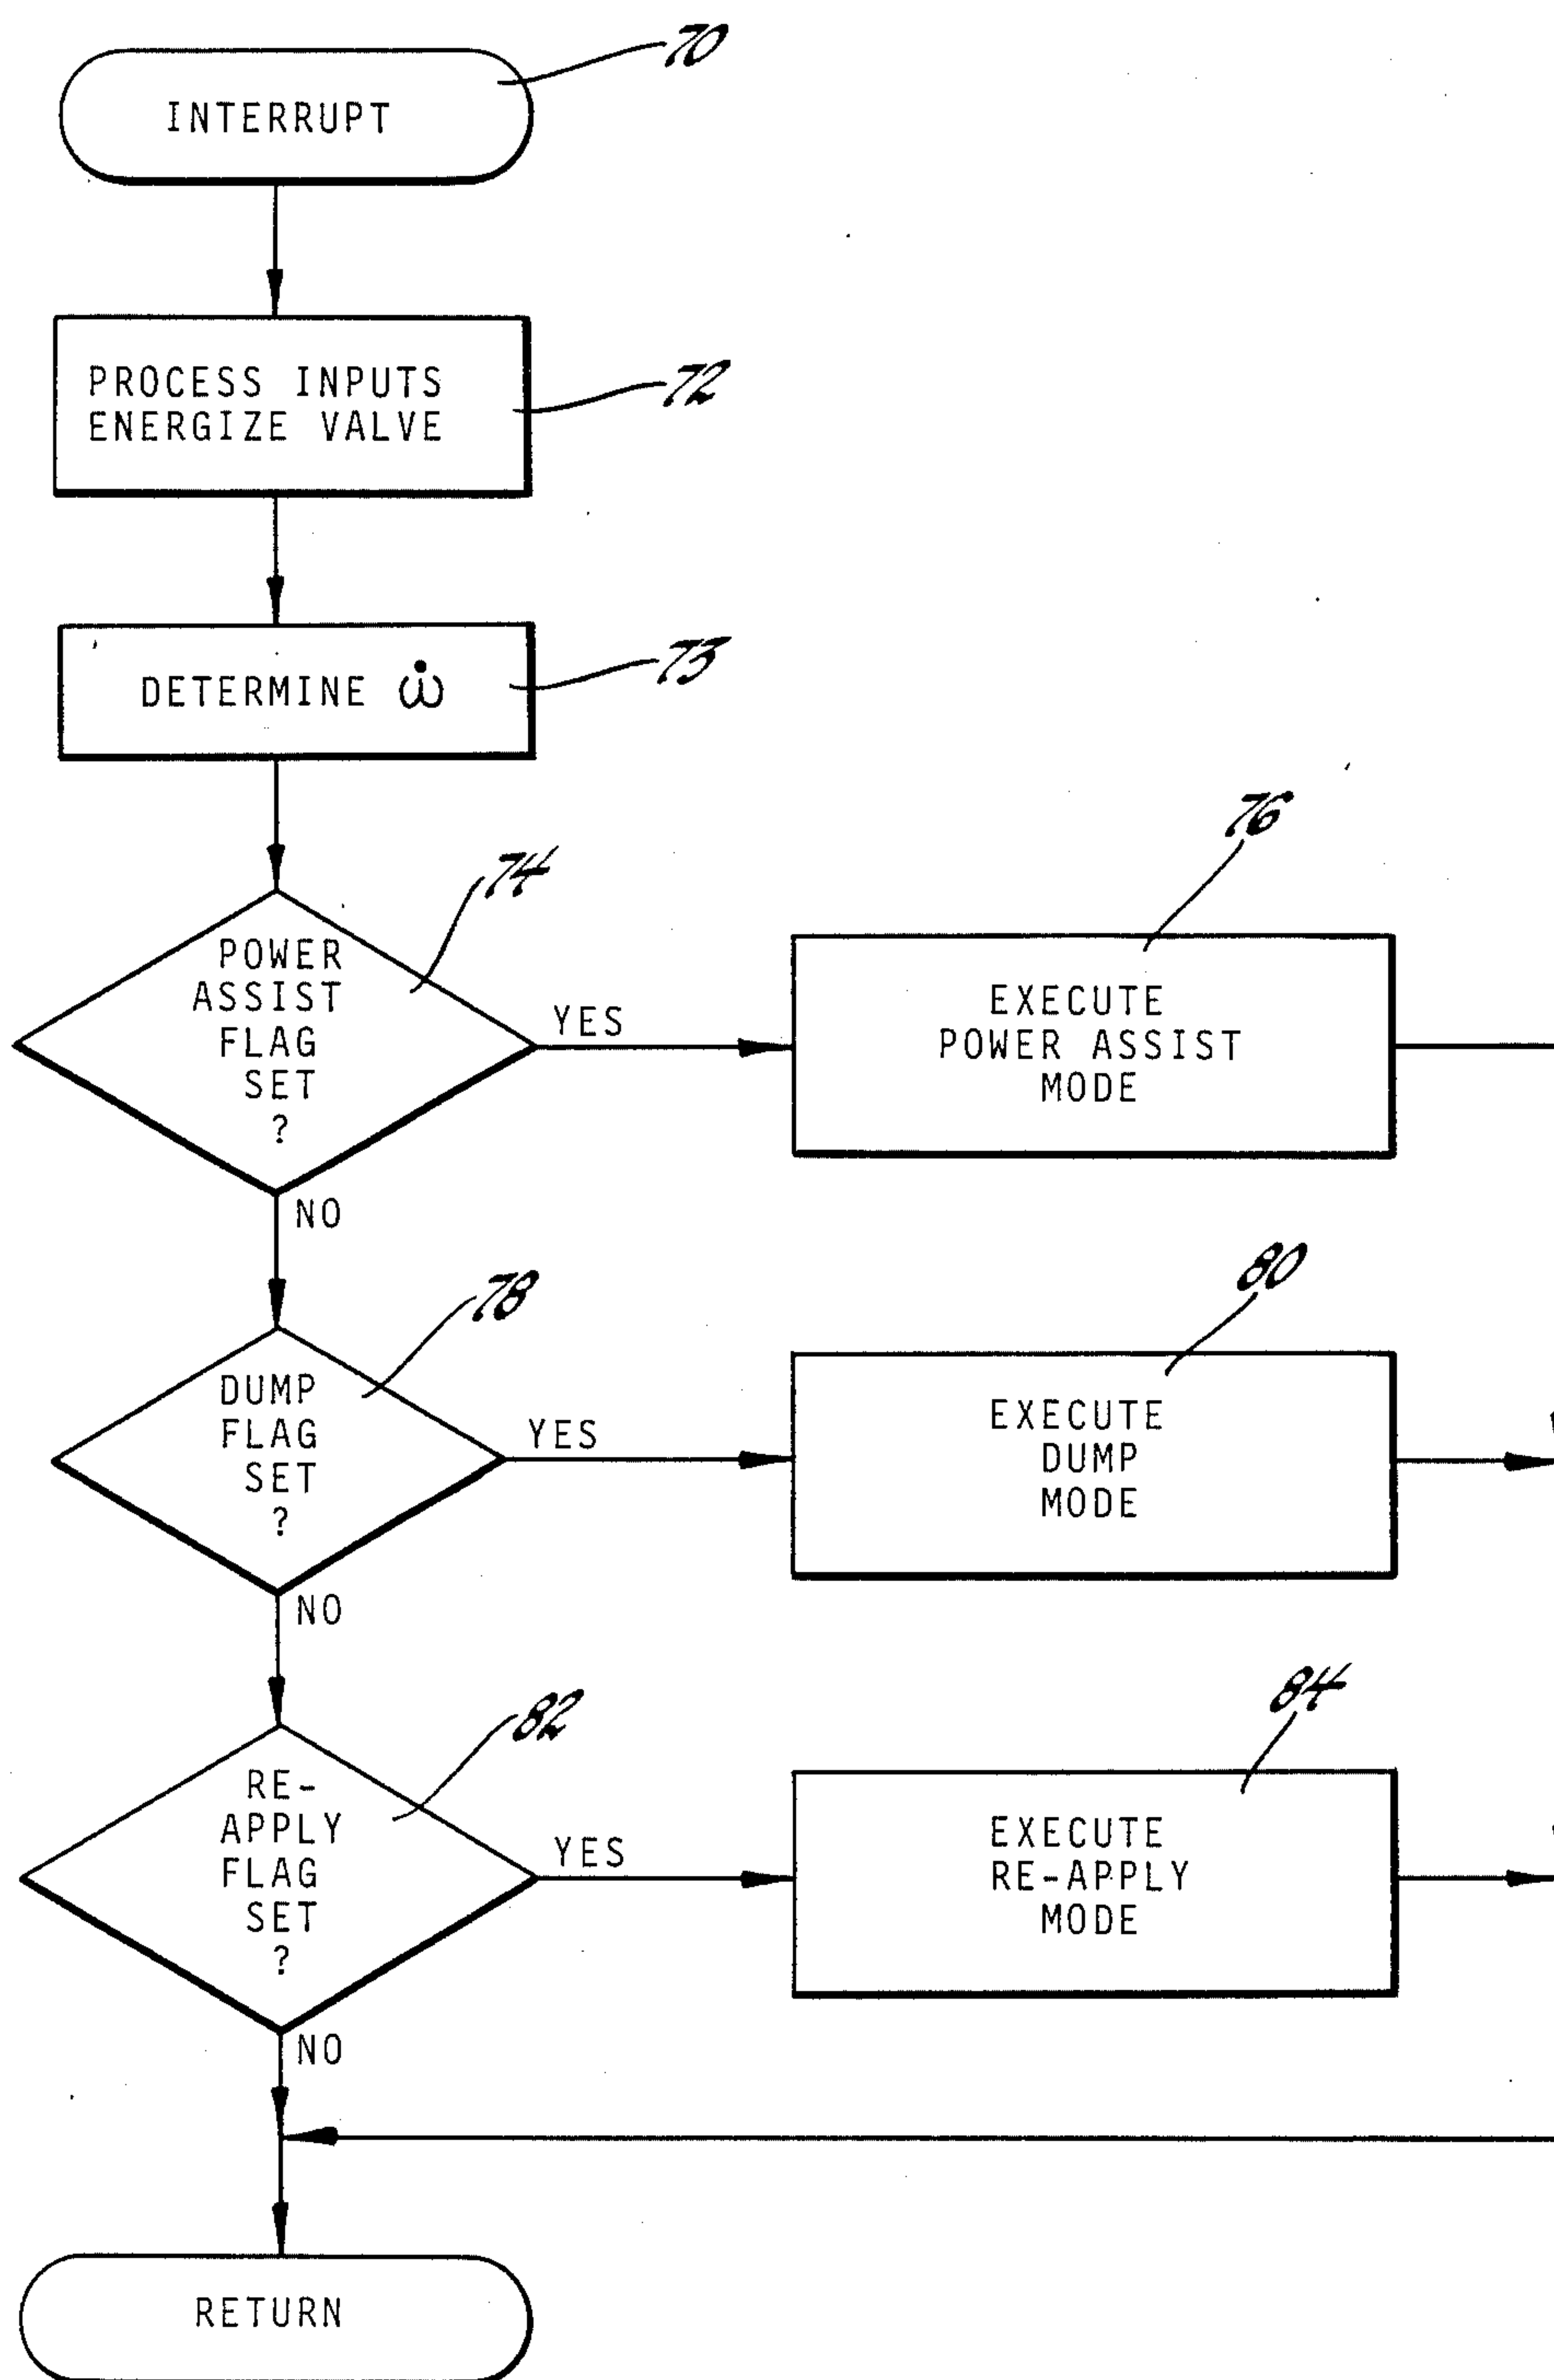 70
INTERRUPT
72
PROCESS INPUTS
ENERGIZE VALVE
73
DETERMINE ω̇
74
POWER
ASSIST
FLAG
SET
?
YES
76
EXECUTE
POWER ASSIST
MODE
NO
78
DUMP
FLAG
SET
?
YES
80
EXECUTE
DUMP
MODE
NO
82
RE-
APPLY
FLAG
SET
?
YES
84
EXECUTE
RE-APPLY
MODE
NO
RETURN